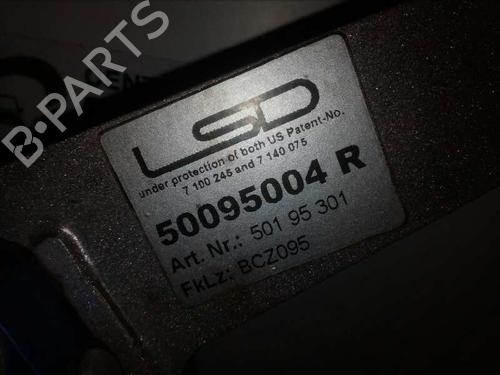 B-PARTS
LSD
under protection of both US Patent-No.
7 100 245 and 7 140 075
50095004 R
Art. Nr.: 501 95 301
FkLz: BCZ095